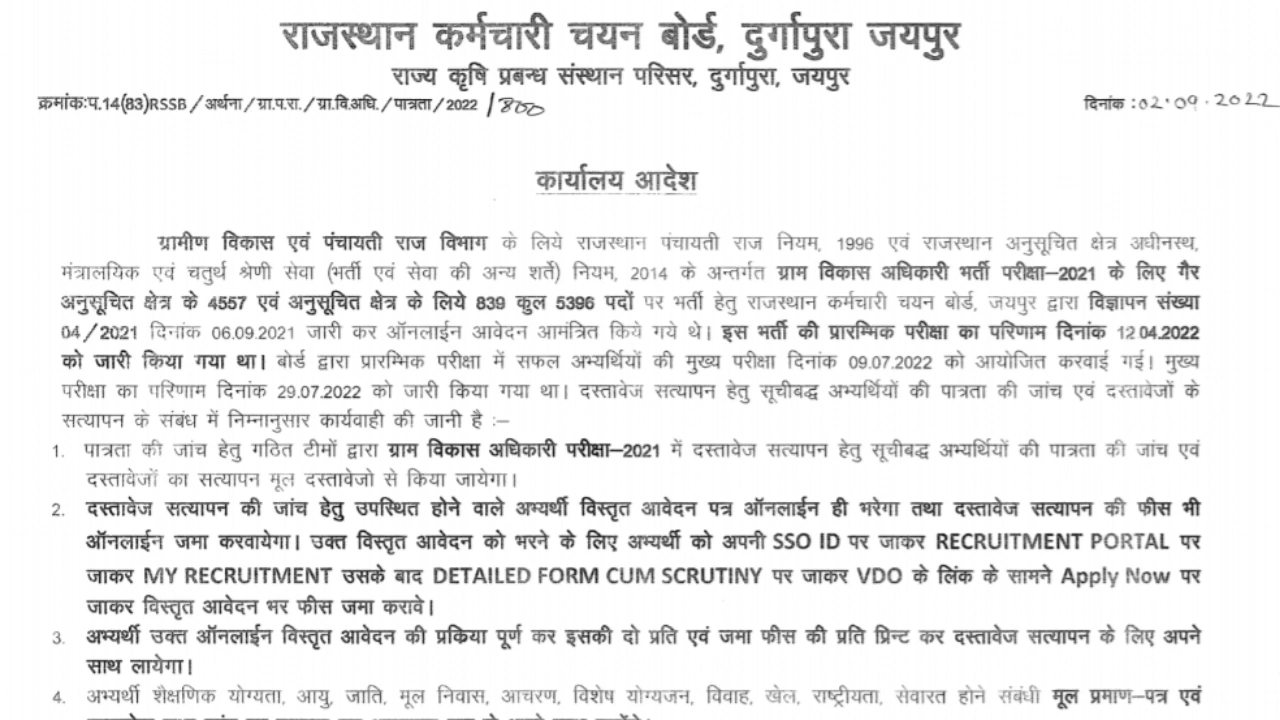 राजस्थान कर्मचारी चयन बोर्ड, दुर्गापुरा जयपुर
राज्य कृषि प्रबन्ध संस्थान परिसर, दुर्गापुरा, जयपुर
क्रमांक:प.14(83)RSSB/अर्थना/ग्रा.प.रा./ग्रा.वि.अधि./पात्रता/2022/800 दिनांक :02.09.2022
कार्यालय आदेश
ग्रामीण विकास एवं पंचायती राज विभाग के लिये राजस्थान पंचायती राज नियम, 1996 एवं राजस्थान अनुसूचित क्षेत्र अधीनस्थ,
मंत्रालयिक एवं चतुर्थ श्रेणी सेवा (भर्ती एवं सेवा की अन्य शर्ते) नियम, 2014 के अन्तर्गत ग्राम विकास अधिकारी भर्ती परीक्षा–2021 के लिए गैर
अनुसूचित क्षेत्र के 4557 एवं अनुसूचित क्षेत्र के लिये 839 कुल 5396 पदों पर भर्ती हेतु राजस्थान कर्मचारी चयन बोर्ड, जयपुर द्वारा विज्ञापन संख्या
04/2021 दिनांक 06.09.2021 जारी कर ऑनलाईन आवेदन आमंत्रित किये गये थे। इस भर्ती की प्रारम्भिक परीक्षा का परिणाम दिनांक 12 04.2022
को जारी किया गया था। बोर्ड द्वारा प्रारम्भिक परीक्षा में सफल अभ्यर्थियों की मुख्य परीक्षा दिनांक 09.07.2022 को आयोजित करवाई गई। मुख्य
परीक्षा का परिणाम दिनांक 29.07.2022 को जारी किया गया था। दस्तावेज सत्यापन हेतु सूचीबद्ध अभ्यर्थियों की पात्रता की जांच एवं दस्तावेजों के
सत्यापन के संबंध में निम्नानुसार कार्यवाही की जानी है :–
1. पात्रता की जांच हेतु गठित टीमों द्वारा ग्राम विकास अधिकारी परीक्षा–2021 में दस्तावेज सत्यापन हेतु सूचीबद्ध अभ्यर्थियों की पात्रता की जांच एवं
दस्तावेजों का सत्यापन मूल दस्तावेजो से किया जायेगा।
2. दस्तावेज सत्यापन की जांच हेतु उपस्थित होने वाले अभ्यर्थी विस्तृत आवेदन पत्र ऑनलाईन ही भरेगा तथा दस्तावेज सत्यापन की फीस भी
ऑनलाईन जमा करवायेगा। उक्त विस्तृत आवेदन को भरने के लिए अभ्यर्थी को अपनी SSO ID पर जाकर RECRUITMENT PORTAL पर
जाकर MY RECRUITMENT उसके बाद DETAILED FORM CUM SCRUTINY पर जाकर VDO के लिंक के सामने Apply Now पर
जाकर विस्तृत आवेदन भर फीस जमा करावे।
3. अभ्यर्थी उक्त ऑनलाईन विस्तृत आवेदन की प्रकिया पूर्ण कर इसकी दो प्रति एवं जमा फीस की प्रति प्रिन्ट कर दस्तावेज सत्यापन के लिए अपने
साथ लायेगा।
4. अभ्यर्थी शैक्षणिक योग्यता, आयु, जाति, मूल निवास, आचरण, विशेष योग्यजन, विवाह, खेल, राष्ट्रीयता, सेवारत होने संबंधी मूल प्रमाण–पत्र एवं